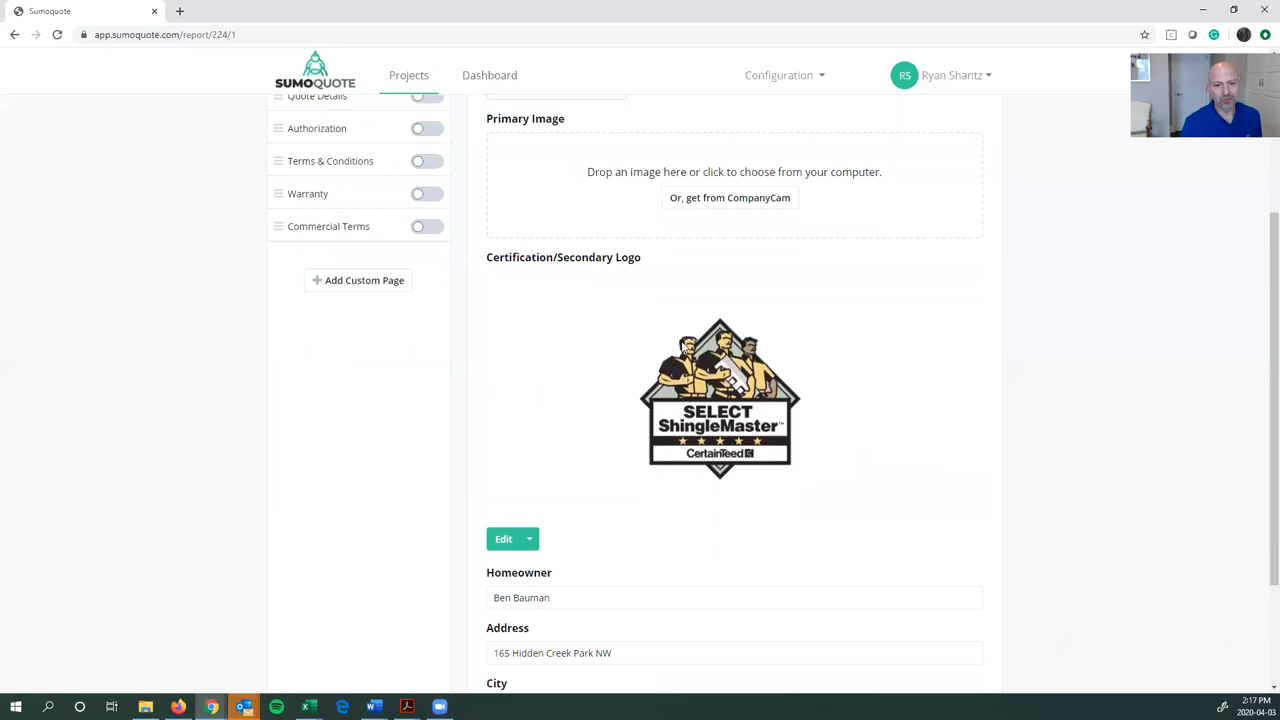 Sumoquote
app.sumoquote.com/report/224/1
SUMOQUOTE
Projects
Dashboard
Configuration
RS
Ryan Shantz
Quote Details
Authorization
Terms & Conditions
Warranty
Commercial Terms
Add Custom Page
Primary Image
Drop an image here or click to choose from your computer.
Or, get from CompanyCam
Certification/Secondary Logo
SELECT
ShingleMaster™
CertainTeed
Edit
Homeowner
Ben Bauman
Address
165 Hidden Creek Park NW
City
2:17 PM
2020-04-03